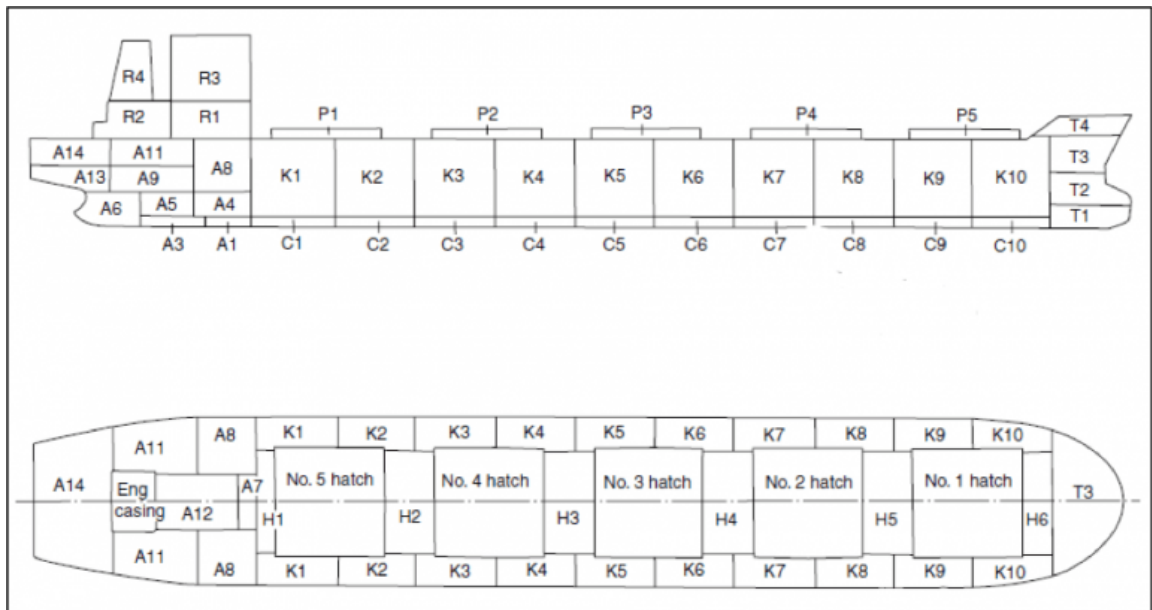 R4 R3
P1 P2 P3 P4 P5
R2 R1
T4
A14 A11
A8
T3
A13 A9
K1 K2 K3 K4 K5 K6 K7 K8 K9 K10
T2
A6 A5 A4
T1
A3 A1 C1 C2 C3 C4 C5 C6 C7 C8 C9 C10
A11 A8 K1 K2 K3 K4 K5 K6 K7 K8 K9 K10
A14 Eng casing A12 A7 H1 No. 5 hatch H2 No. 4 hatch H3 No. 3 hatch H4 No. 2 hatch H5 No. 1 hatch H6 T3
A11 A8 K1 K2 K3 K4 K5 K6 K7 K8 K9 K10